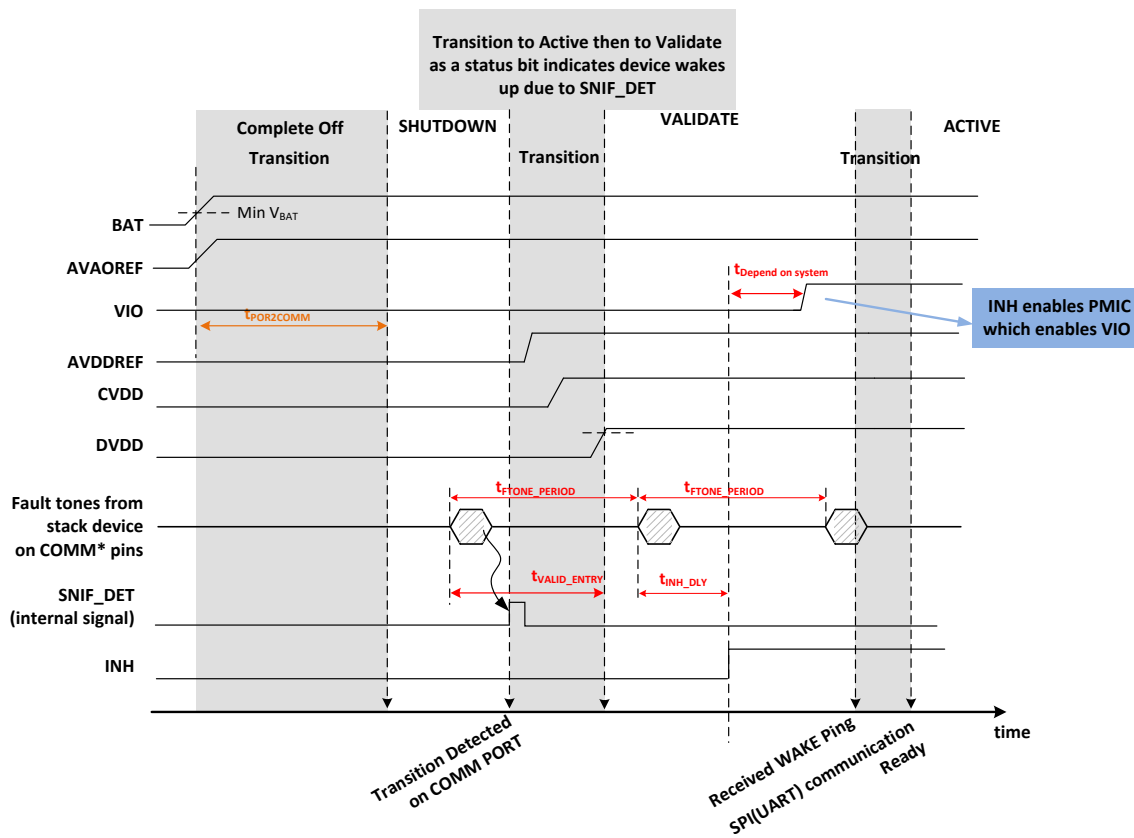 Transition to Active then to Validate
as a status bit indicates device wakes
up due to SNIF_DET
Complete Off
Transition
SHUTDOWN
Transition
VALIDATE
Transition
ACTIVE
Min VBAT
BAT
AVAOREF
tDepend on system
VIO
tPOR2COMM
INH enables PMIC
which enables VIO
AVDDREF
CVDD
DVDD
Fault tones from
stack device
on COMM* pins
tFTONE_PERIOD
tFTONE_PERIOD
tVALID_ENTRY
tINH_DLY
SNIF_DET
(internal signal)
INH
time
Transition Detected
on COMM PORT
Received WAKE Ping
SPI(UART) communication
Ready